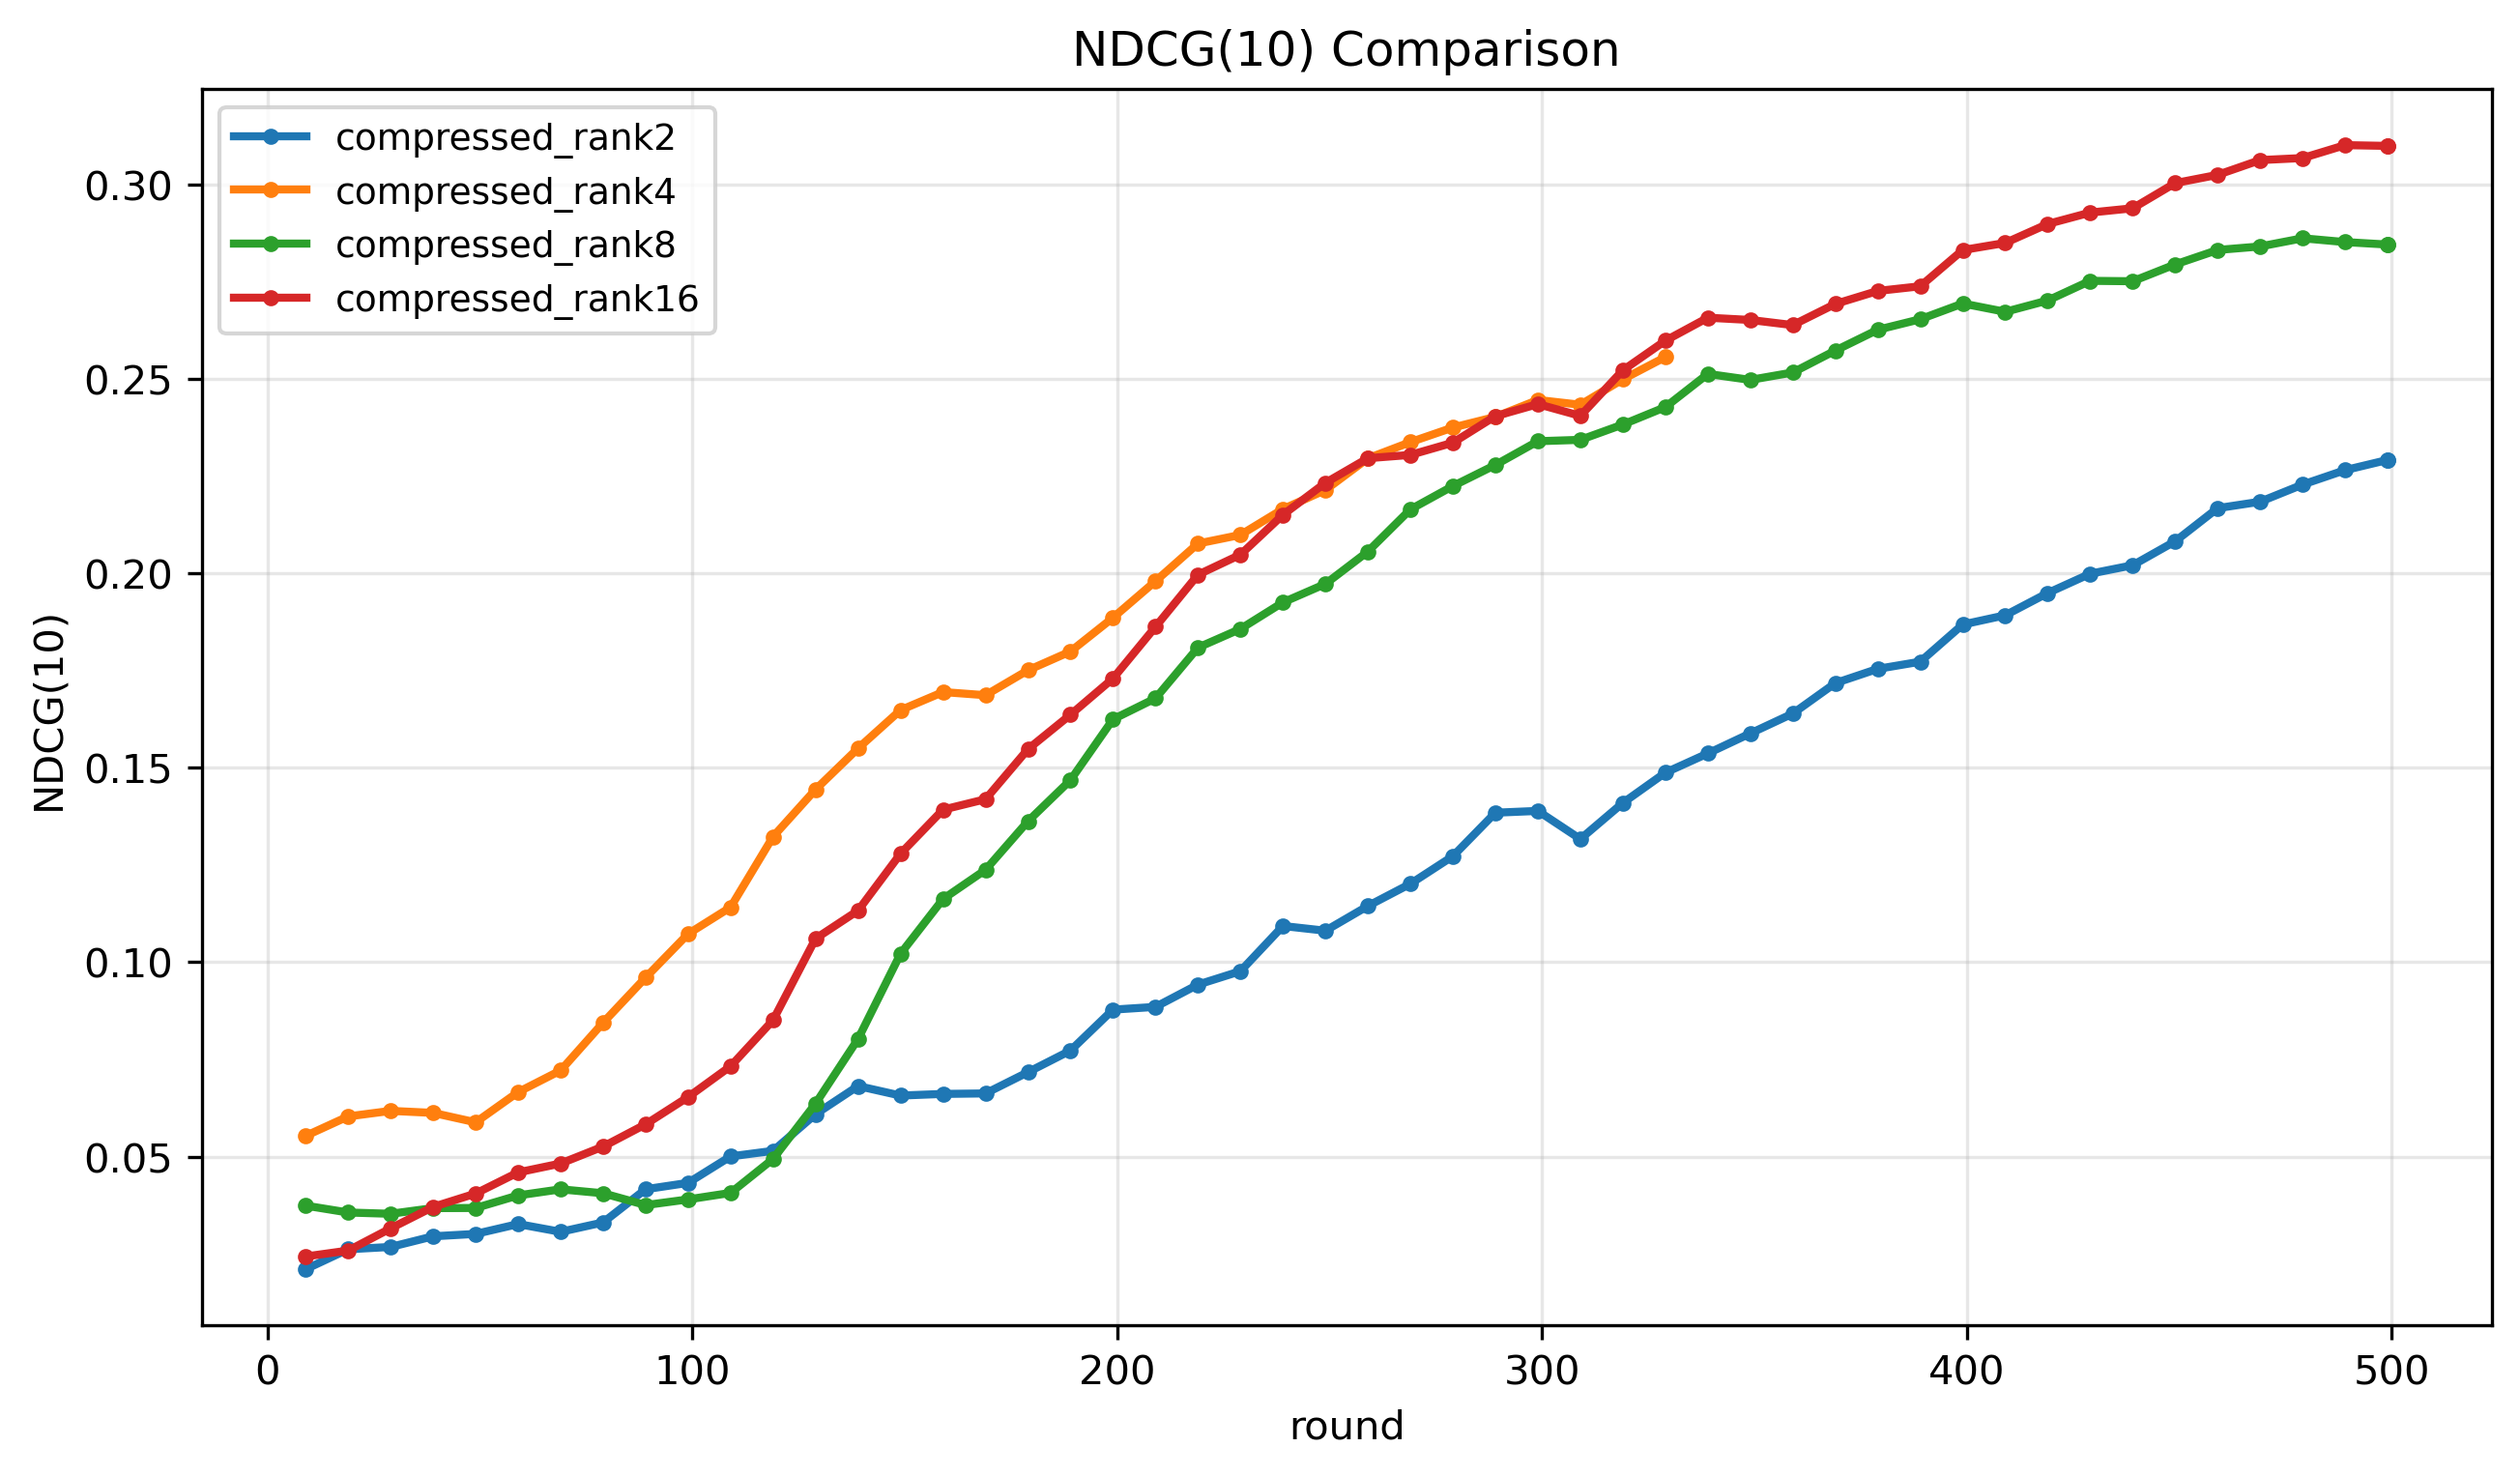 NDCG(10) Comparison
compressed_rank2
compressed_rank4
compressed_rank8
compressed_rank16
NDCG(10)
0.30
0.25
0.20
0.15
0.10
0.05
0 100 200 300 400 500
round